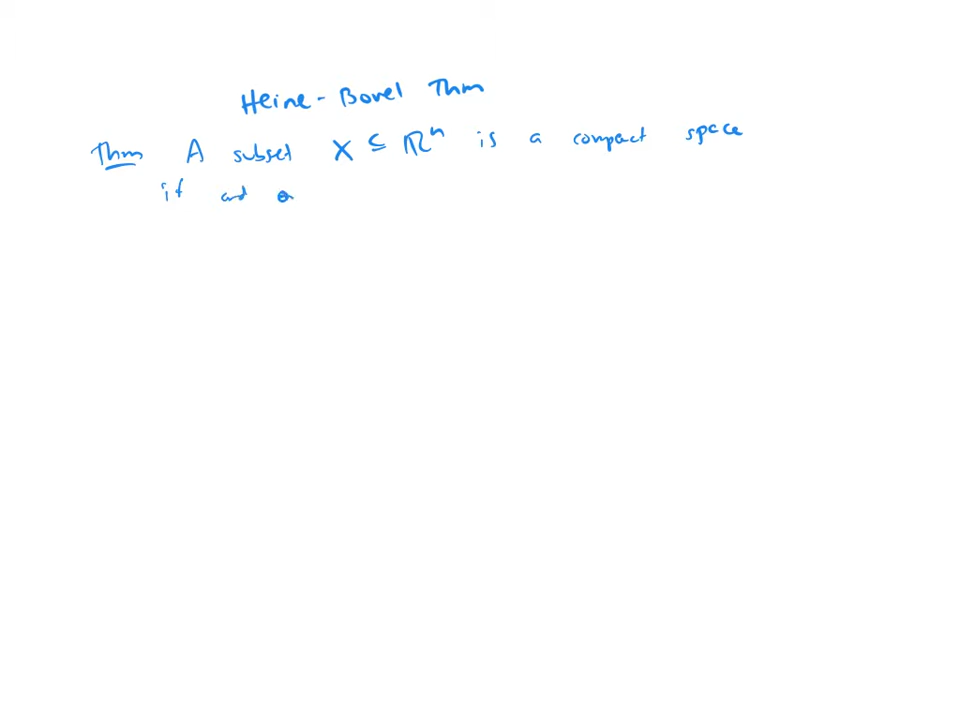 Heine-Borel Thm
Thm A subset X ⊆ ℝⁿ is a compact space
if and o